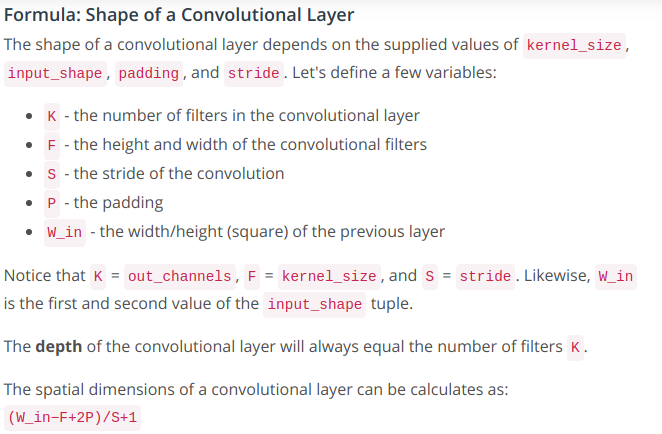 Formula: Shape of a Convolutional Layer
The shape of a convolutional layer depends on the supplied values of kernel_size,
input_shape, padding, and stride. Let's define a few variables:
• K - the number of filters in the convolutional layer
• F - the height and width of the convolutional filters
• S - the stride of the convolution
• P - the padding
• W_in - the width/height (square) of the previous layer
Notice that K = out_channels, F = kernel_size, and S = stride. Likewise, W_in
is the first and second value of the input_shape tuple.
The depth of the convolutional layer will always equal the number of filters K.
The spatial dimensions of a convolutional layer can be calculates as:
(W_in−F+2P)/S+1